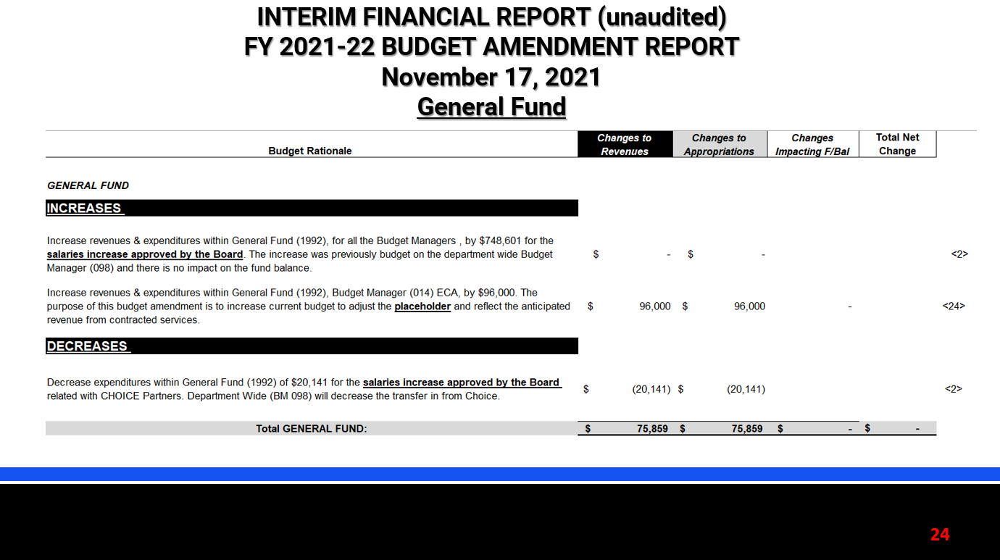 INTERIM FINANCIAL REPORT (unaudited)
FY 2021-22 BUDGET AMENDMENT REPORT
November 17, 2021
General Fund
Budget Rationale
Changes to Revenues
Changes to Appropriations
Changes Impacting F/Bal
Total Net Change
GENERAL FUND
INCREASES
Increase revenues & expenditures within General Fund (1992), for all the Budget Managers , by $748,601 for the
salaries increase approved by the Board. The increase was previously budget on the department wide Budget
Manager (098) and there is no impact on the fund balance.
$ - $ - <2>
Increase revenues & expenditures within General Fund (1992), Budget Manager (014) ECA, by $96,000. The
purpose of this budget amendment is to increase current budget to adjust the placeholder and reflect the anticipated
revenue from contracted services.
$ 96,000 $ 96,000 - <24>
DECREASES
Decrease expenditures within General Fund (1992) of $20,141 for the salaries increase approved by the Board
related with CHOICE Partners. Department Wide (BM 098) will decrease the transfer in from Choice.
$ (20,141) $ (20,141) <2>
Total GENERAL FUND: $ 75,859 $ 75,859 $ - $ -
24